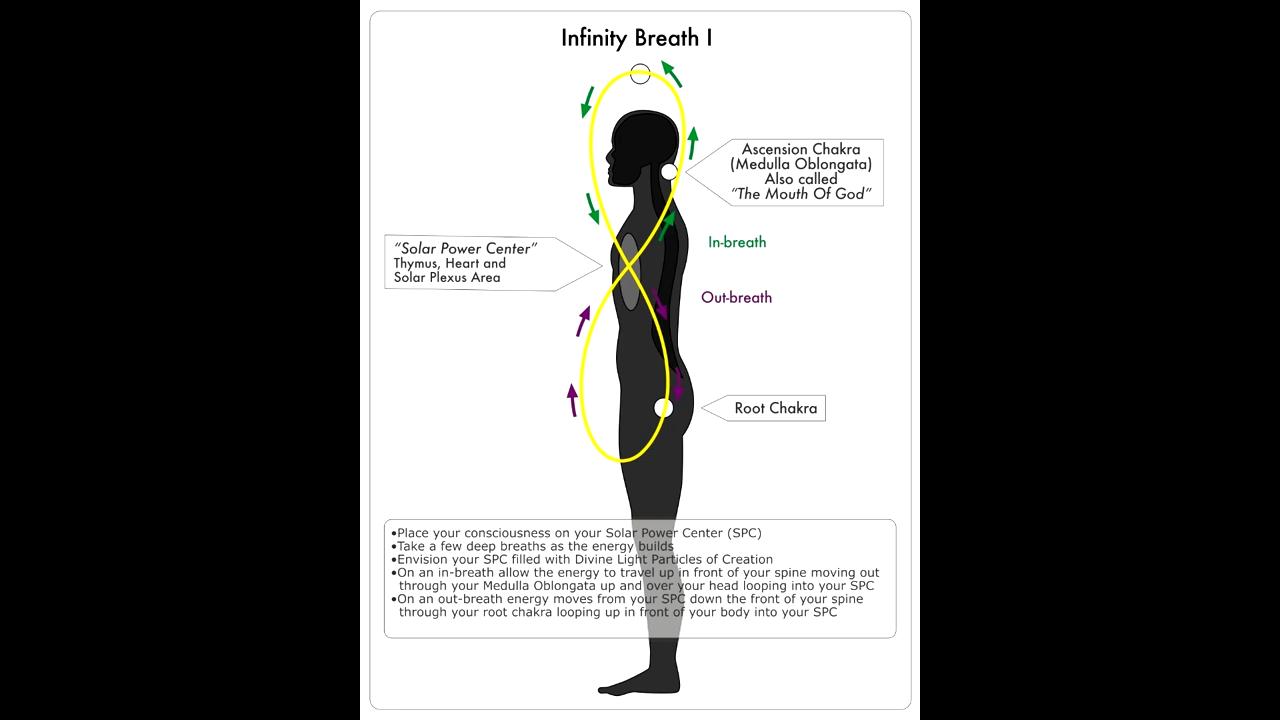 Infinity Breath I
Ascension Chakra
(Medulla Oblongata)
Also called
“The Mouth Of God”
“Solar Power Center”
Thymus, Heart and
Solar Plexus Area
In-breath
Out-breath
Root Chakra
•Place your consciousness on your Solar Power Center (SPC)
•Take a few deep breaths as the energy builds
•Envision your SPC filled with Divine Light Particles of Creation
•On an in-breath allow the energy to travel up in front of your spine moving out
through your Medulla Oblongata up and over your head looping into your SPC
•On an out-breath energy moves from your SPC down the front of your spine
through your root chakra looping up in front of your body into your SPC